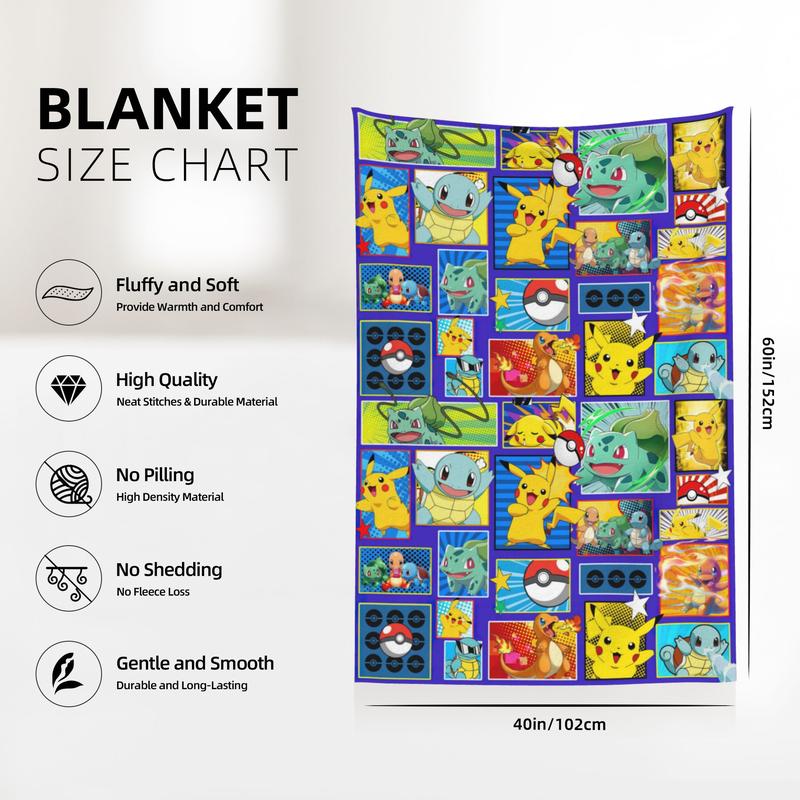 BLANKET
SIZE CHART
Fluffy and Soft
Provide Warmth and Comfort
High Quality
Neat Stitches & Durable Material
No Pilling
High Density Material
No Shedding
No Fleece Loss
Gentle and Smooth
Durable and Long-Lasting
60in/152cm
40in/102cm